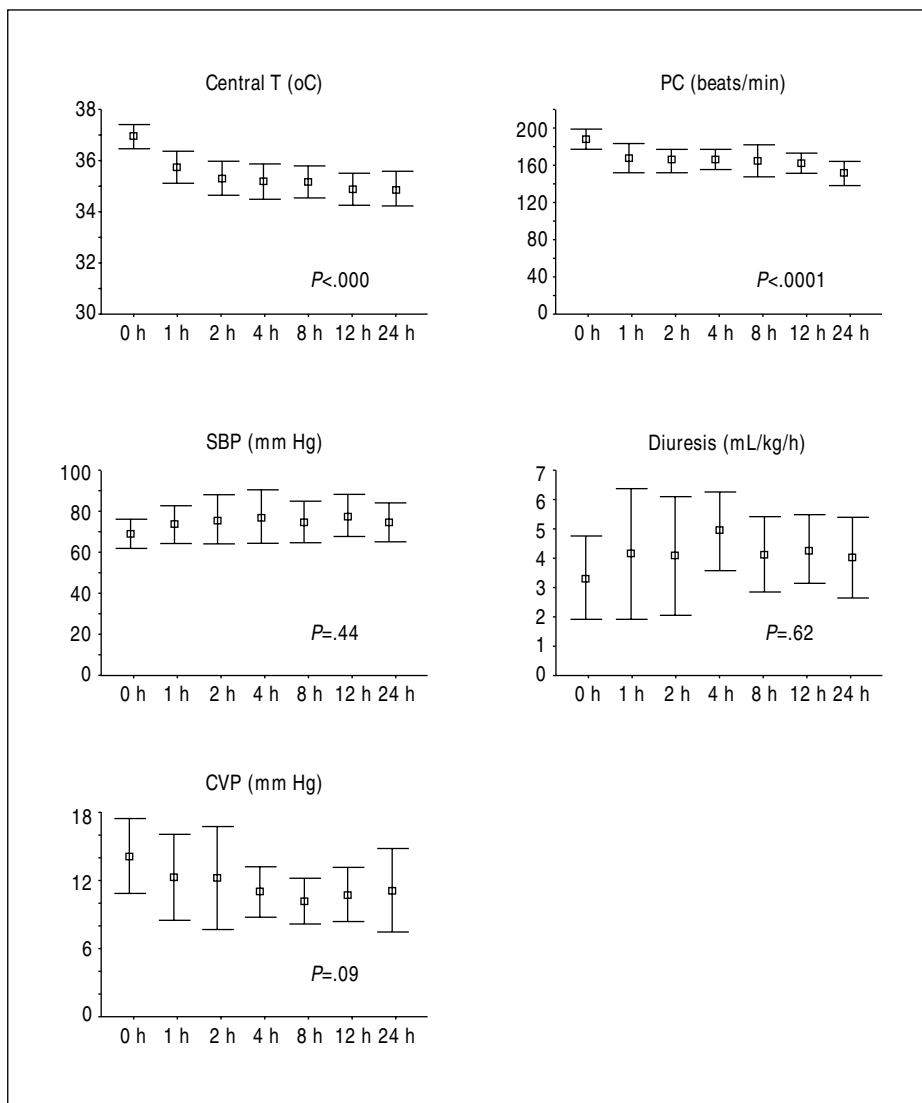 Central T (oC)
38
36
34
32
30
P<.000
0 h 1 h 2 h 4 h 8 h 12 h 24 h
PC (beats/min)
200
160
120
80
40
0
P<.0001
0 h 1 h 2 h 4 h 8 h 12 h 24 h
SBP (mm Hg)
100
80
60
40
20
0
P=.44
0 h 1 h 2 h 4 h 8 h 12 h 24 h
Diuresis (mL/kg/h)
7
6
5
4
3
2
1
0
P=.62
0 h 1 h 2 h 4 h 8 h 12 h 24 h
CVP (mm Hg)
18
12
6
0
P=.09
0 h 1 h 2 h 4 h 8 h 12 h 24 h